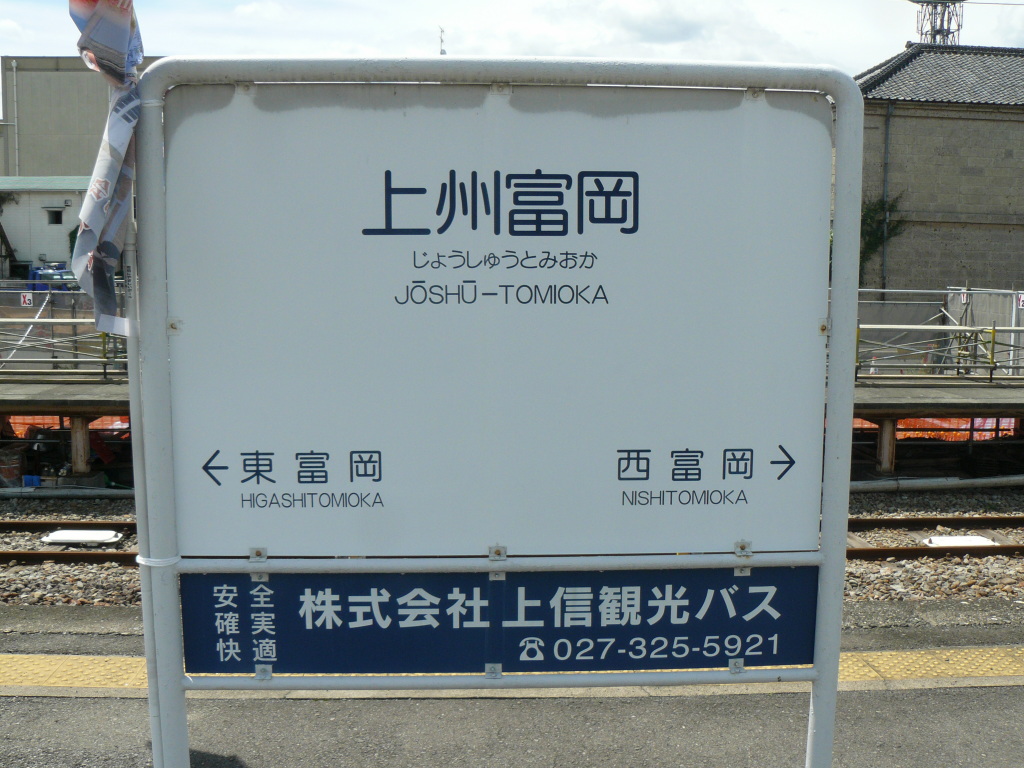 上州富岡
じょうしゅうとみおか
JŌSHŪ-TOMIOKA
←東富岡
HIGASHITOMIOKA
西富岡→
NISHITOMIOKA
安全
確実
快適
株式会社上信観光バス
☎027-325-5921